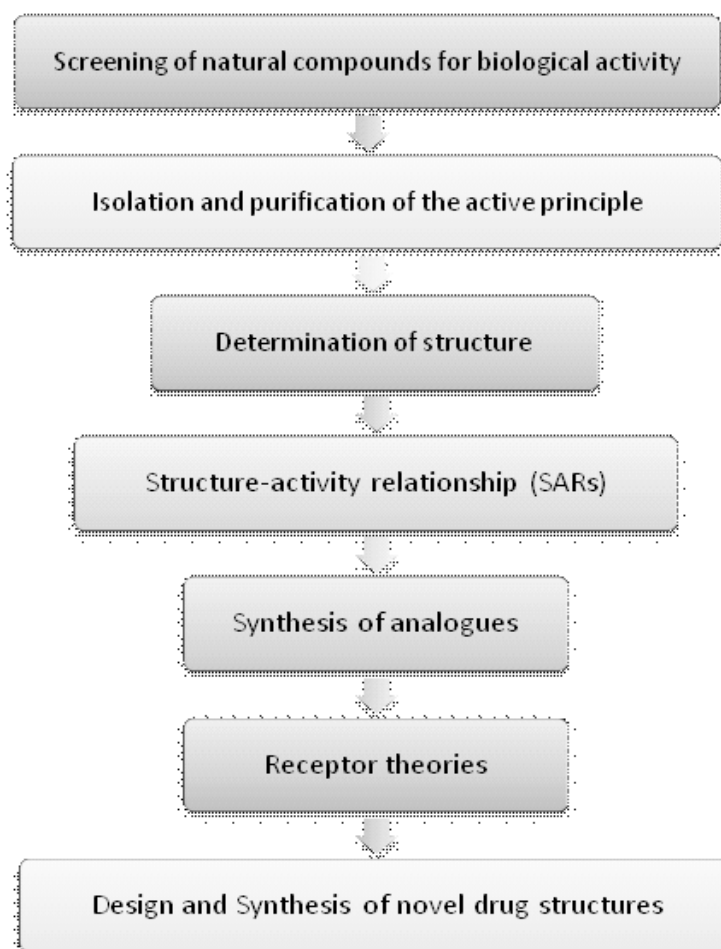 Screening of natural compounds for biological activity
Isolation and purification of the active principle
Determination of structure
Structure-activity relationship (SARs)
Synthesis of analogues
Receptor theories
Design and Synthesis of novel drug structures